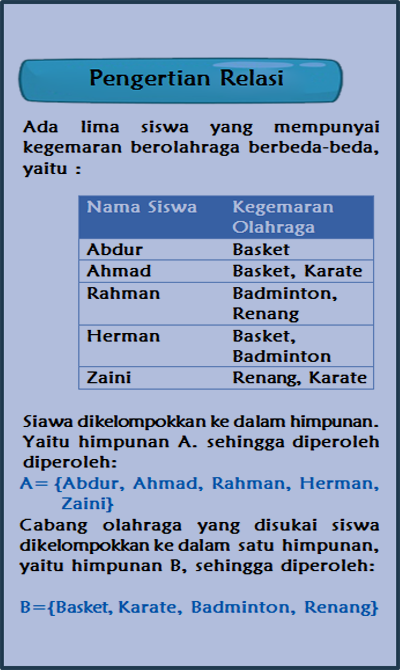 Pengertian Relasi
Ada lima siswa yang mempunyai
kegemaran berolahraga berbeda-beda,
yaitu :
Nama Siswa Kegemaran
Olahraga
Abdur Basket
Ahmad Basket, Karate
Rahman Badminton,
Renang
Herman Basket,
Badminton
Zaini Renang, Karate
Siawa dikelompokkan ke dalam himpunan.
Yaitu himpunan A. sehingga diperoleh
diperoleh:
A= {Abdur, Ahmad, Rahman, Herman,
Zaini}
Cabang olahraga yang disukai siswa
dikelompokkan ke dalam satu himpunan,
yaitu himpunan B, sehingga diperoleh:
B={Basket, Karate, Badminton, Renang}